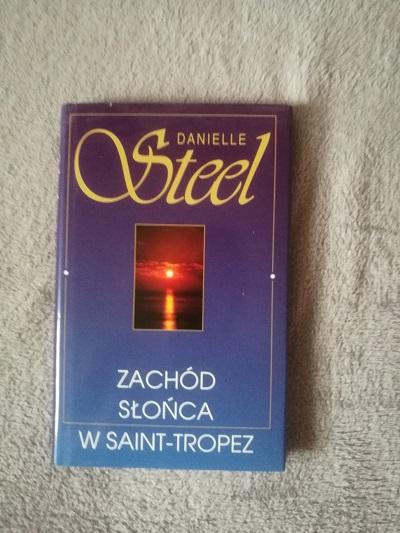 DANIELLE
Steel
ZACHÓD
SŁOŃCA
W SAINT-TROPEZ